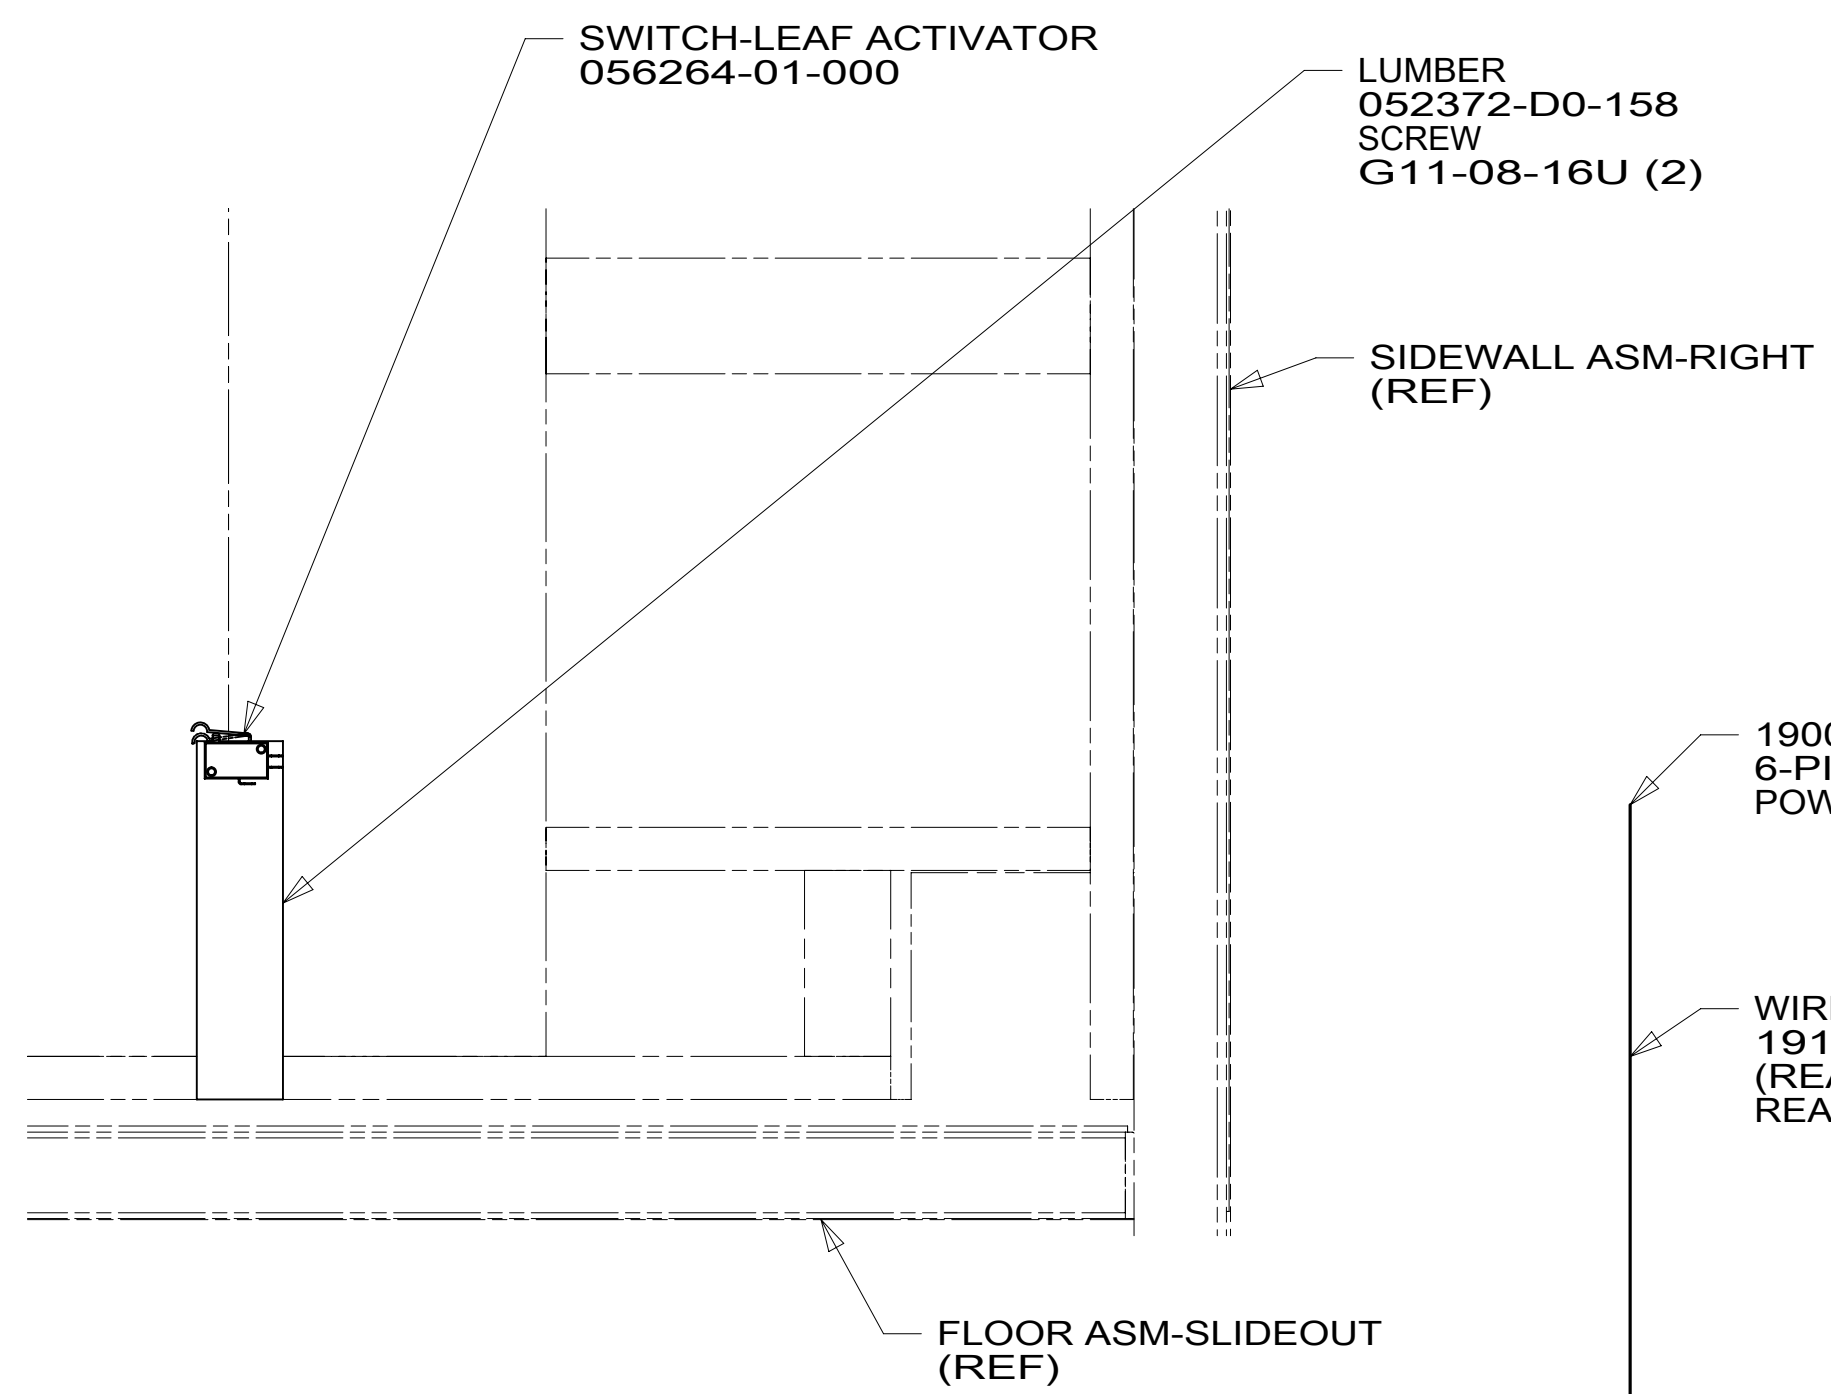 SWITCH-LEAF ACTIVATOR
056264-01-000
LUMBER
052372-D0-158
SCREW
G11-08-16U (2)
SIDEWALL ASM-RIGHT
(REF)
FLOOR ASM-SLIDEOUT
(REF)